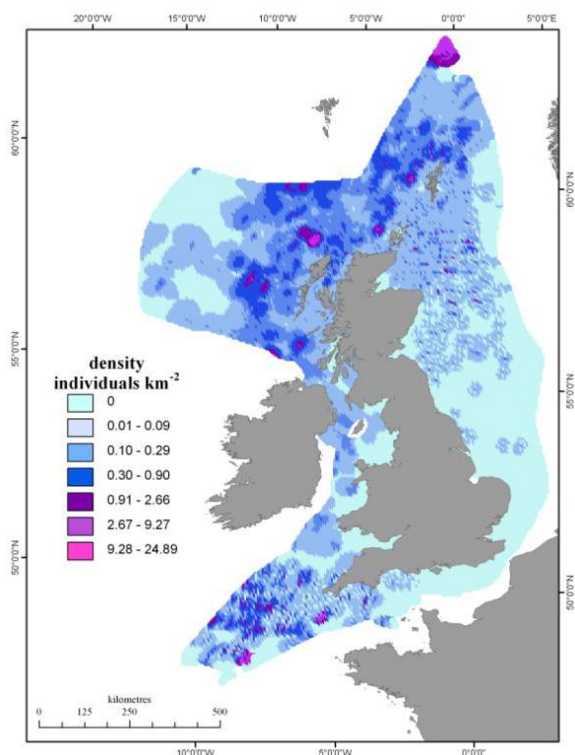 20°0'0"W 15°0'0"W 10°0'0"W 5°0'0"W 0°0'0" 5°0'0"E
60°0'0"N 60°0'0"N
55°0'0"N 55°0'0"N
50°0'0"N 50°0'0"N
density
individuals km-2
0
0.01 - 0.09
0.10 - 0.29
0.30 - 0.90
0.91 - 2.66
2.67 - 9.27
9.28 - 24.89
kilometres
0 125 250 500
10°0'0"W 5°0'0"W 0°0'0"